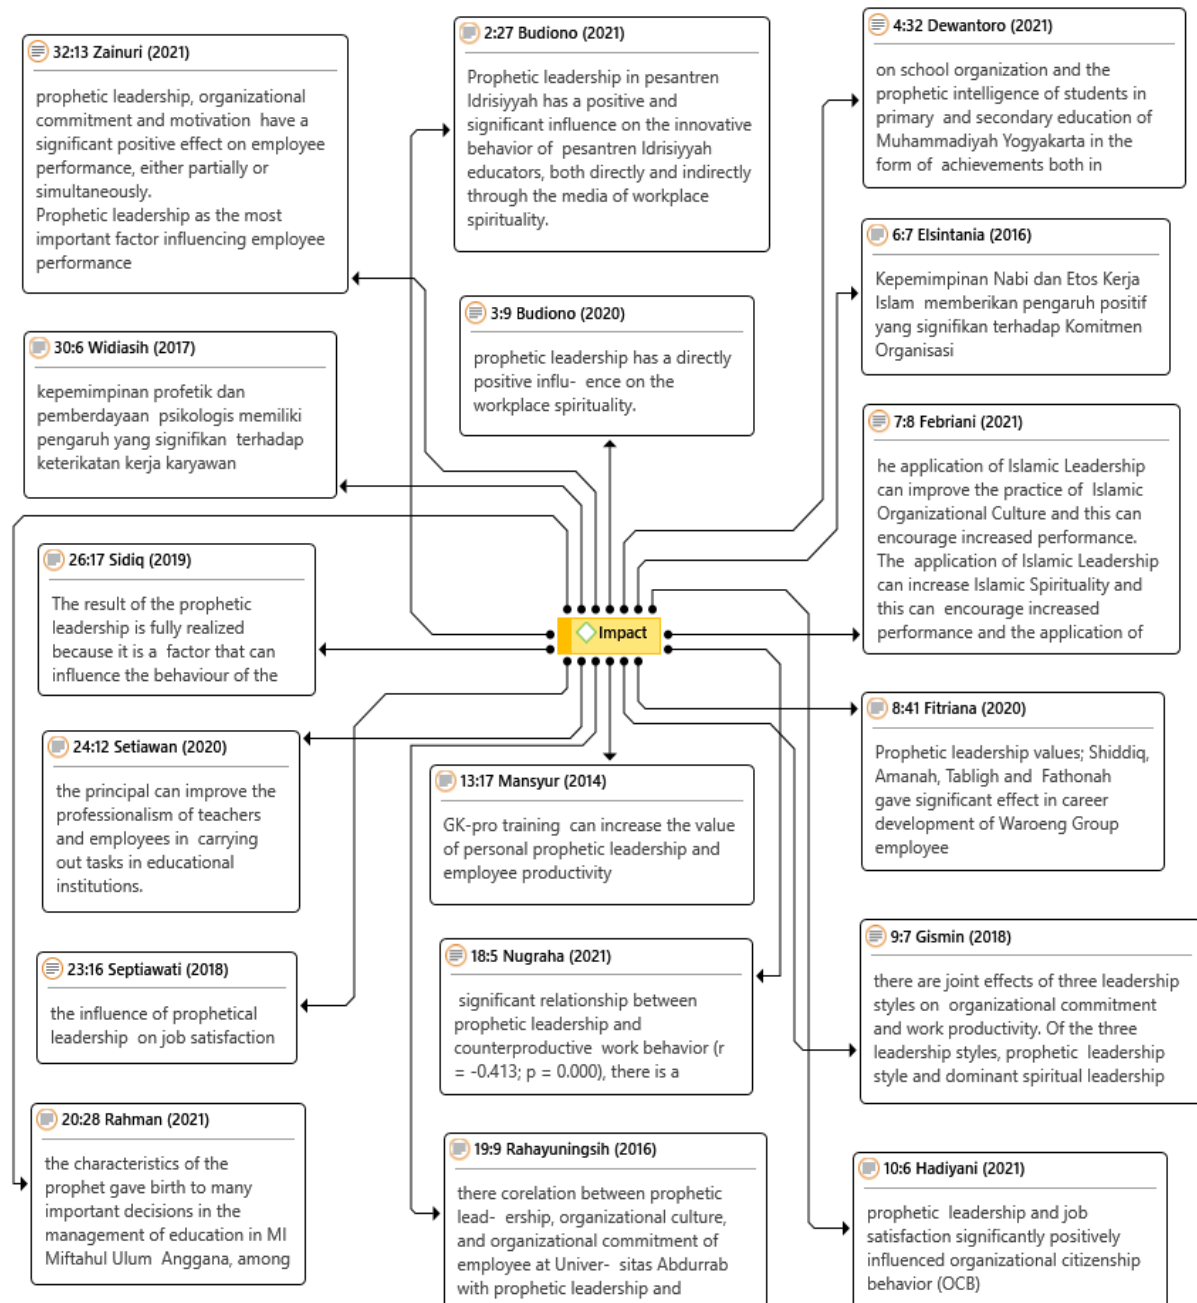 32:13 Zainuri (2021)
prophetic leadership, organizational
commitment and motivation have a
significant positive effect on employee
performance, either partially or
simultaneously.
Prophetic leadership as the most
important factor influencing employee
performance
2:27 Budiono (2021)
Prophetic leadership in pesantren
Idrisiyyah has a positive and
significant influence on the innovative
behavior of pesantren Idrisiyyah
educators, both directly and indirectly
through the media of workplace
spirituality.
4:32 Dewantoro (2021)
on school organization and the
prophetic intelligence of students in
primary and secondary education of
Muhammadiyah Yogyakarta in the
form of achievements both in
6:7 Elsintania (2016)
Kepemimpinan Nabi dan Etos Kerja
Islam memberikan pengaruh positif
yang signifikan terhadap Komitmen
Organisasi
3:9 Budiono (2020)
prophetic leadership has a directly
positive influ- ence on the
workplace spirituality.
30:6 Widiasih (2017)
kepemimpinan profetik dan
pemberdayaan psikologis memiliki
pengaruh yang signifikan terhadap
keterikatan kerja karyawan
7:8 Febriani (2021)
he application of Islamic Leadership
can improve the practice of Islamic
Organizational Culture and this can
encourage increased performance.
The application of Islamic Leadership
can increase Islamic Spirituality and
this can encourage increased
performance and the application of
26:17 Sidiq (2019)
The result of the prophetic
leadership is fully realized
because it is a factor that can
influence the behaviour of the
Impact
8:41 Fitriana (2020)
Prophetic leadership values; Shiddiq,
Amanah, Tabligh and Fathonah
gave significant effect in career
development of Waroeng Group
employee
24:12 Setiawan (2020)
the principal can improve the
professionalism of teachers
and employees in carrying
out tasks in educational
institutions.
13:17 Mansyur (2014)
GK-pro training can increase the value
of personal prophetic leadership and
employee productivity
9:7 Gismin (2018)
there are joint effects of three leadership
styles on organizational commitment
and work productivity. Of the three
leadership styles, prophetic leadership
style and dominant spiritual leadership
18:5 Nugraha (2021)
significant relationship between
prophetic leadership and
counterproductive work behavior (r
= -0.413; p = 0.000), there is a
23:16 Septiawati (2018)
the influence of prophetical
leadership on job satisfaction
20:28 Rahman (2021)
the characteristics of the
prophet gave birth to many
important decisions in the
management of education in MI
Miftahul Ulum Anggana, among
19:9 Rahayuningsih (2016)
there corelation between prophetic
lead- ership, organizational culture,
and organizational commitment of
employee at Univer- sitas Abdurrab
with prophetic leadership and
10:6 Hadiyani (2021)
prophetic leadership and job
satisfaction significantly positively
influenced organizational citizenship
behavior (OCB)